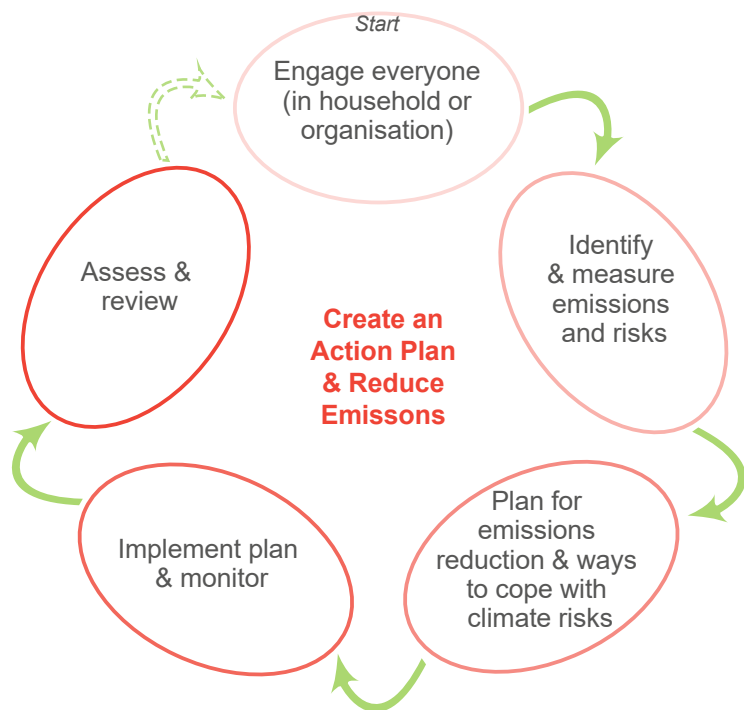 Start
Engage everyone
(in household or
organisation)
Identify
& measure
emissions
and risks
Plan for
emissions
reduction & ways
to cope with
climate risks
Implement plan
& monitor
Assess &
review
Create an
Action Plan
& Reduce
Emissons